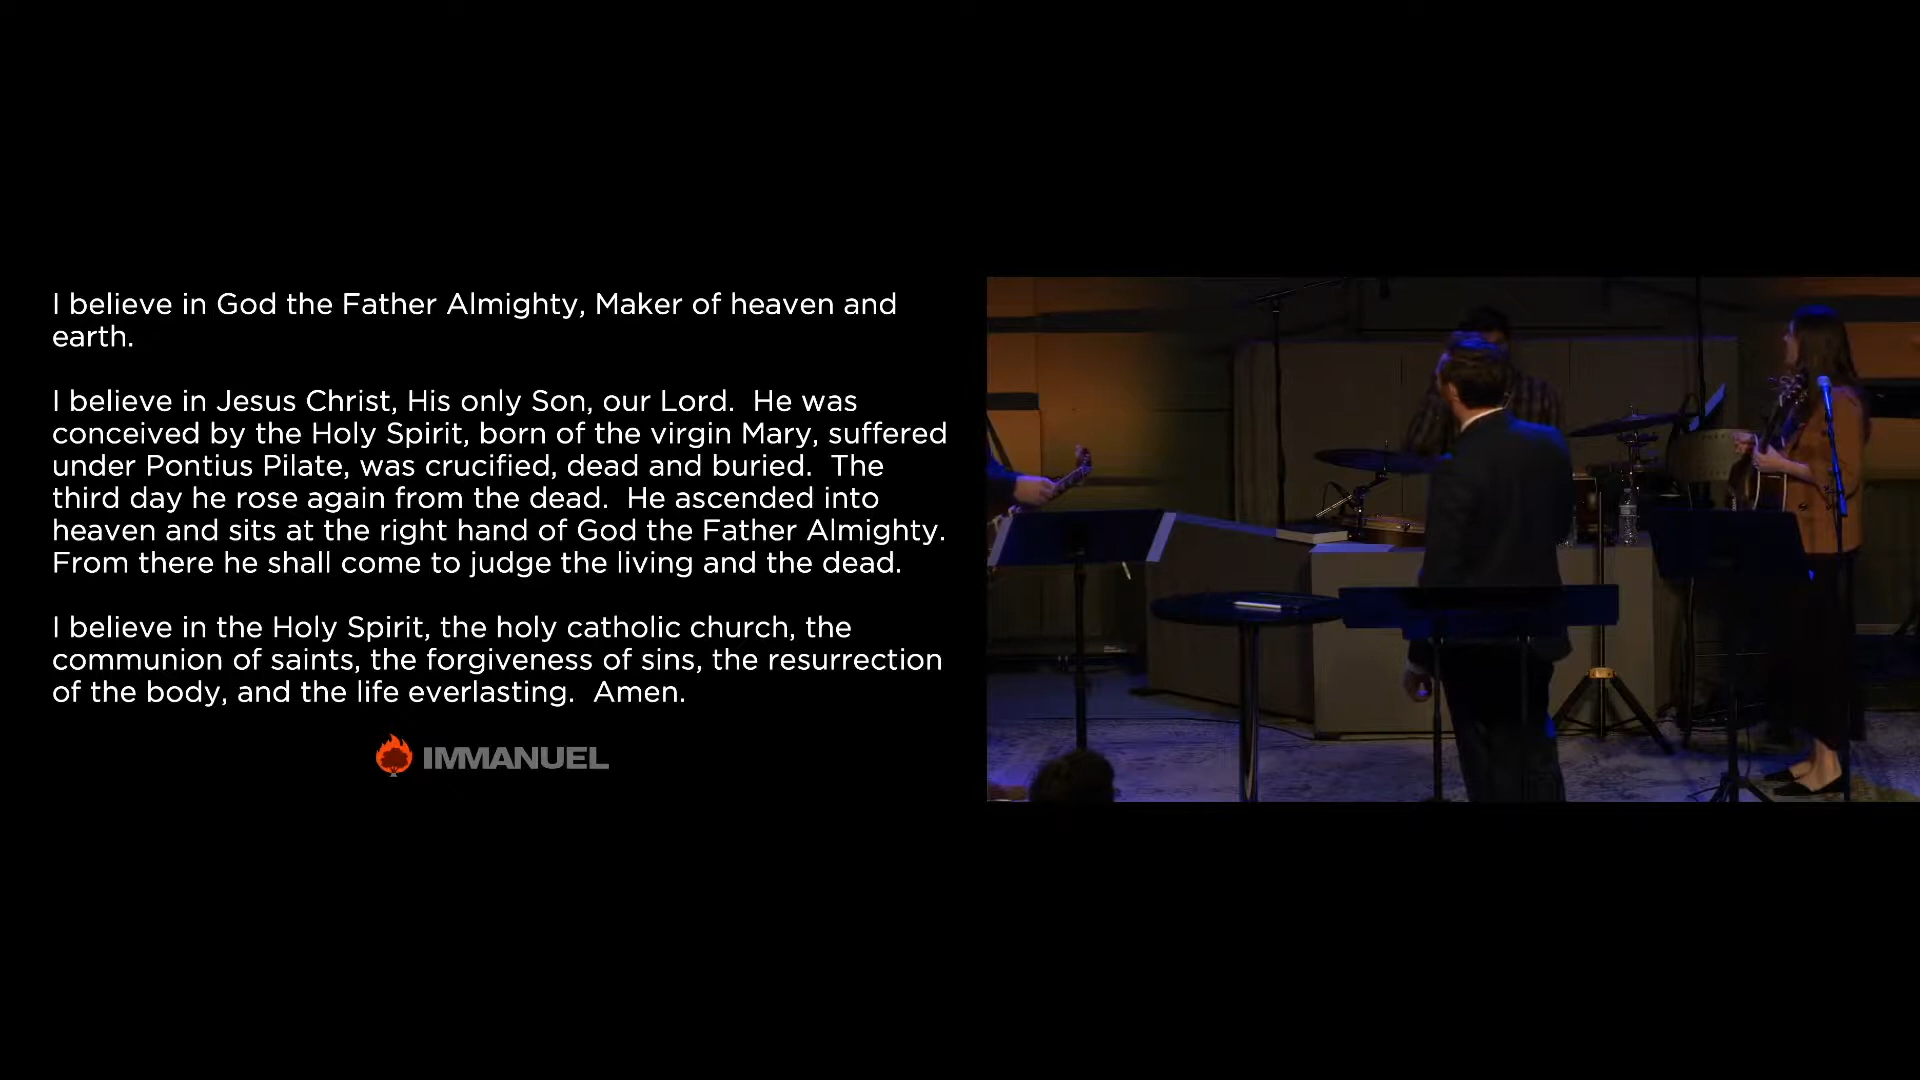 I believe in God the Father Almighty, Maker of heaven and
earth.
I believe in Jesus Christ, His only Son, our Lord.  He was
conceived by the Holy Spirit, born of the virgin Mary, suffered
under Pontius Pilate, was crucified, dead and buried.  The
third day he rose again from the dead.  He ascended into
heaven and sits at the right hand of God the Father Almighty.
From there he shall come to judge the living and the dead.
I believe in the Holy Spirit, the holy catholic church, the
communion of saints, the forgiveness of sins, the resurrection
of the body, and the life everlasting.  Amen.
IMMANUEL